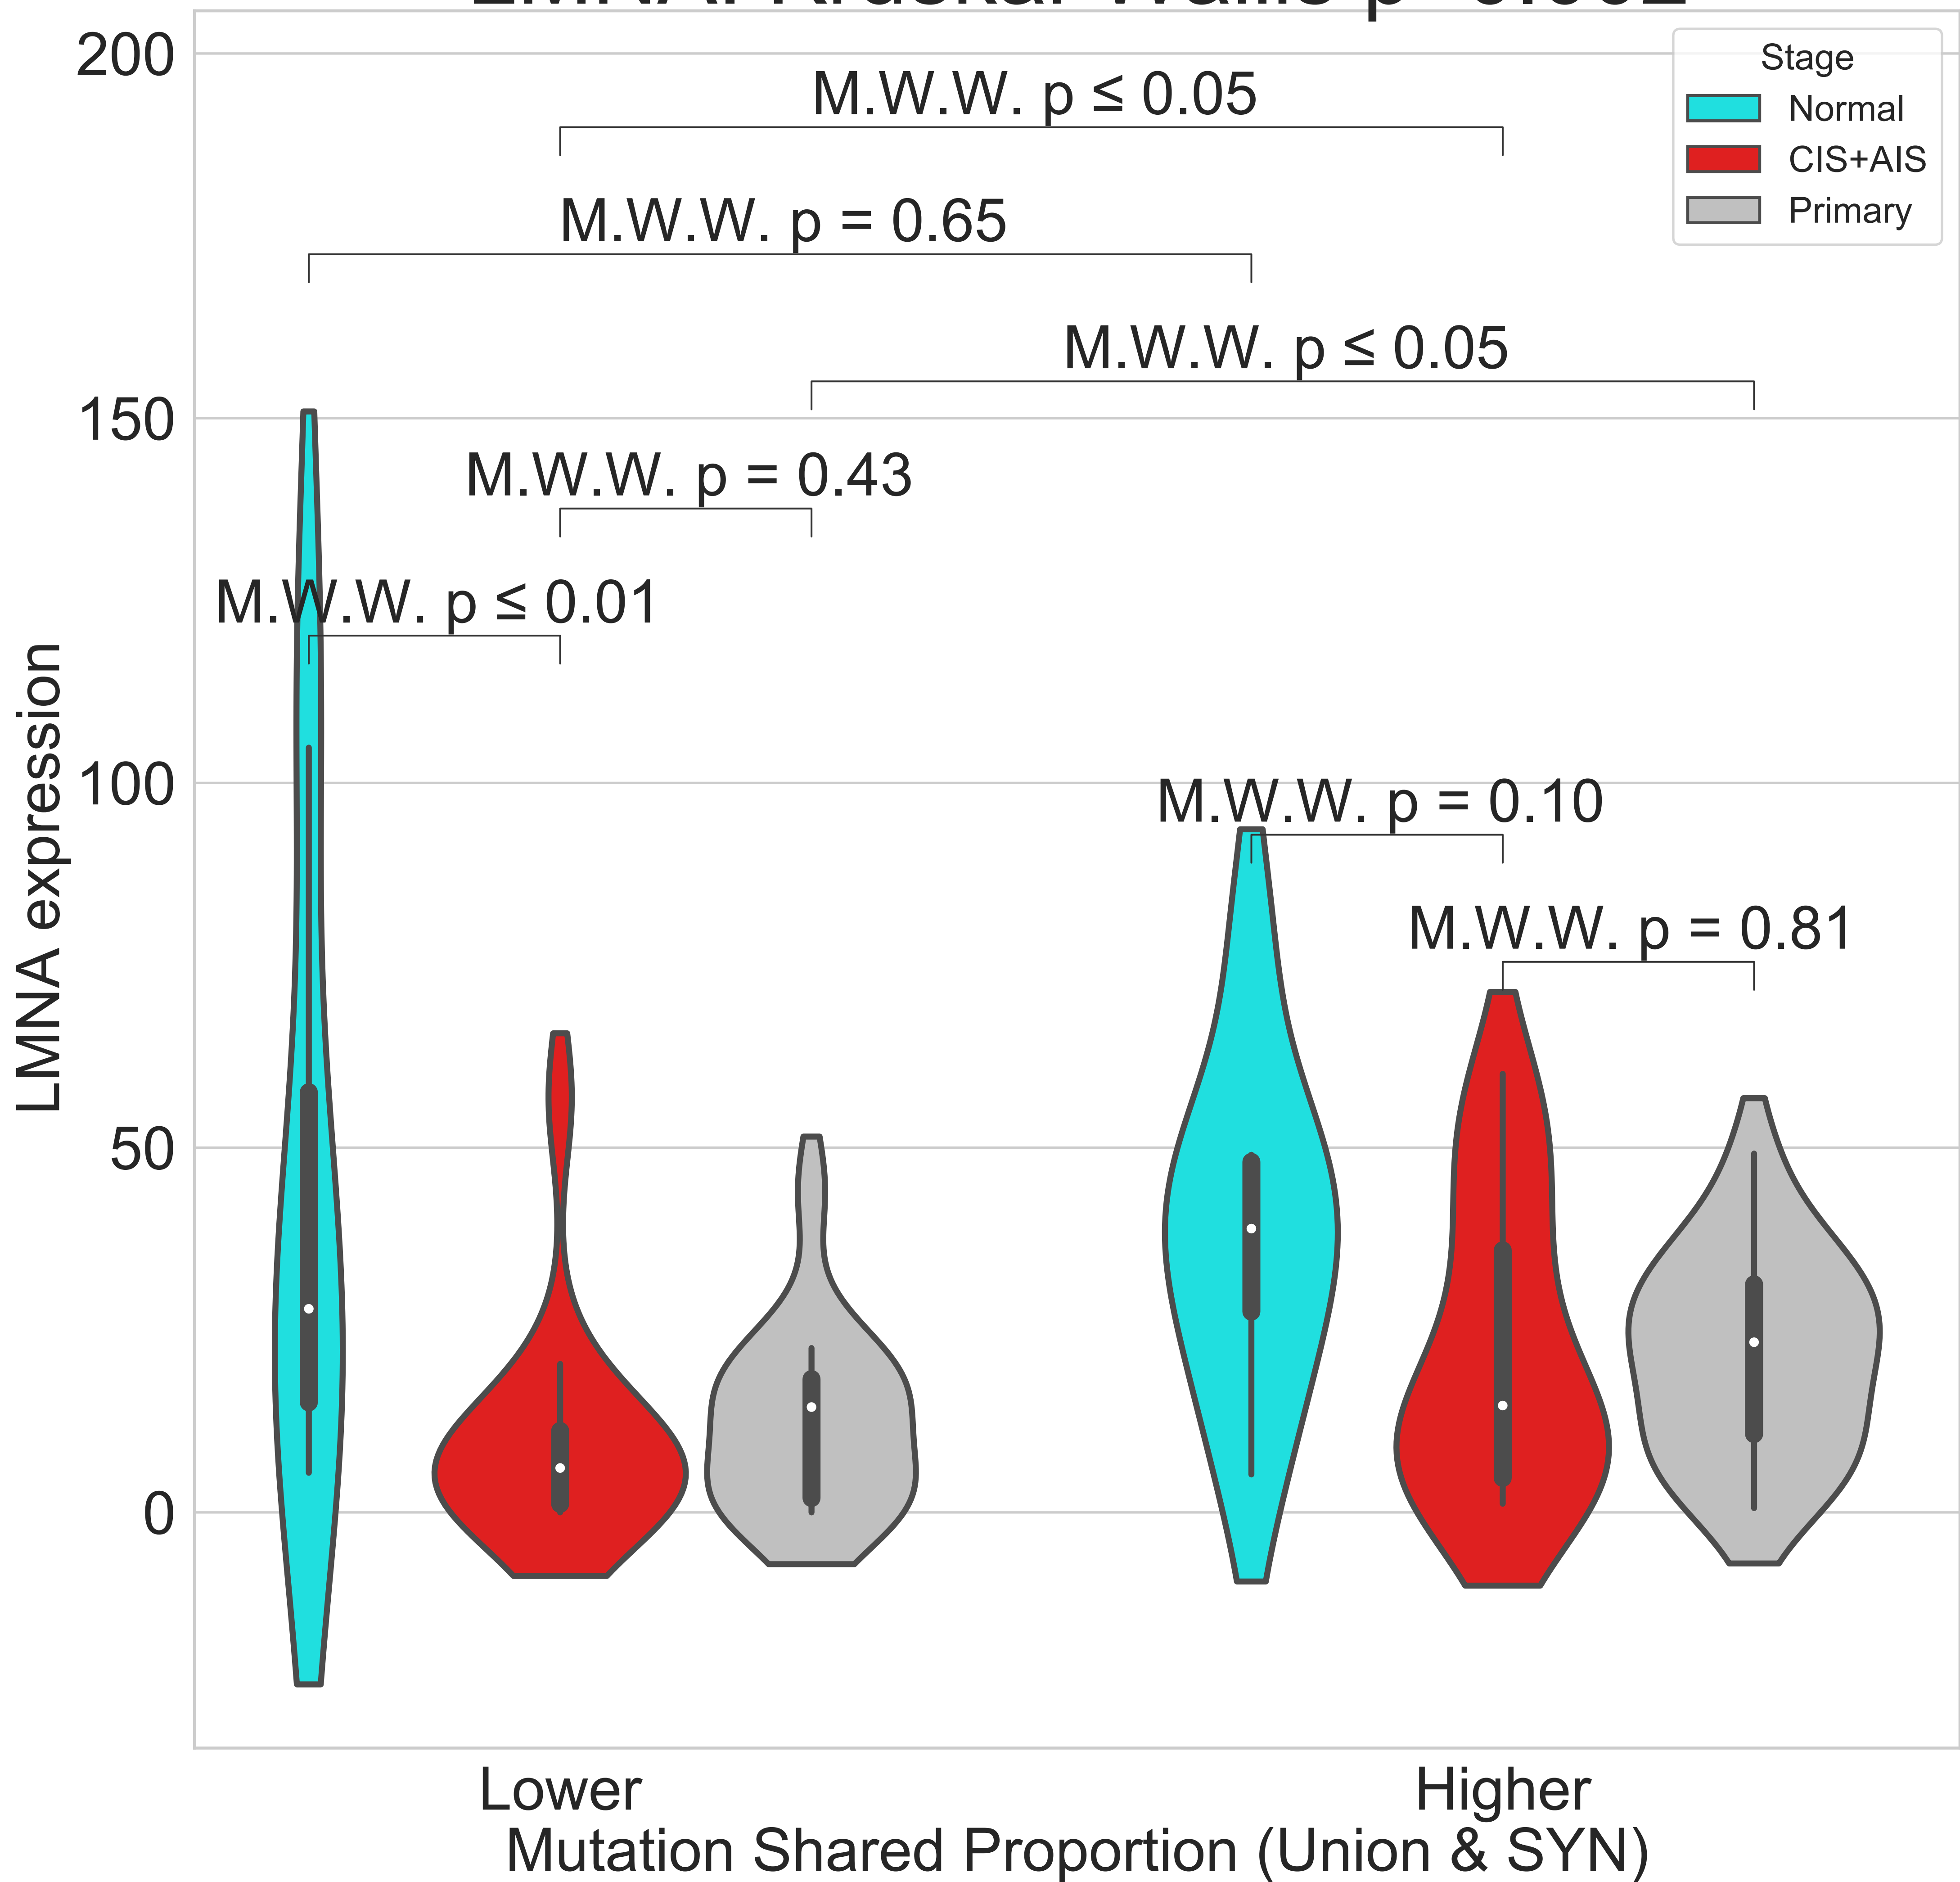 200
Stage
Normal
CIS+AIS
Primary
M.W.W. p ≤ 0.05
M.W.W. p = 0.65
M.W.W. p ≤ 0.05
150
M.W.W. p = 0.43
M.W.W. p ≤ 0.01
LMNA expression
100
M.W.W. p = 0.10
M.W.W. p = 0.81
50
0
Lower
Higher
Mutation Shared Proportion (Union & SYN)